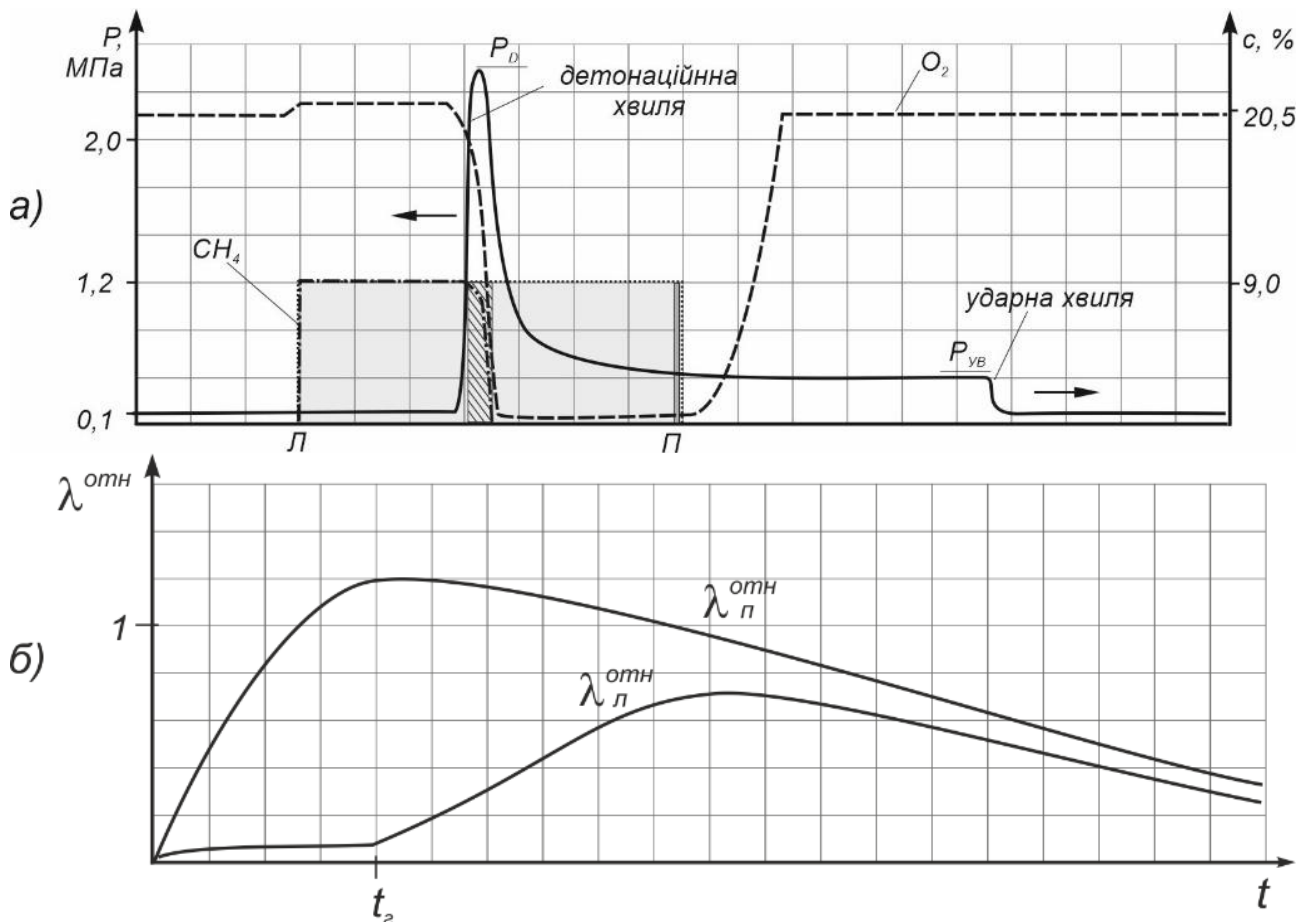 а)
P,
МПа
2,0
1,2
0,1
P_D
детонаційнна
хвиля
CH₄
O₂
c, %
20,5
9,0
ударна хвиля
P_УВ
Л
П
б)
λ^отн
1
λ_п^отн
λ_л^отн
t_г
t